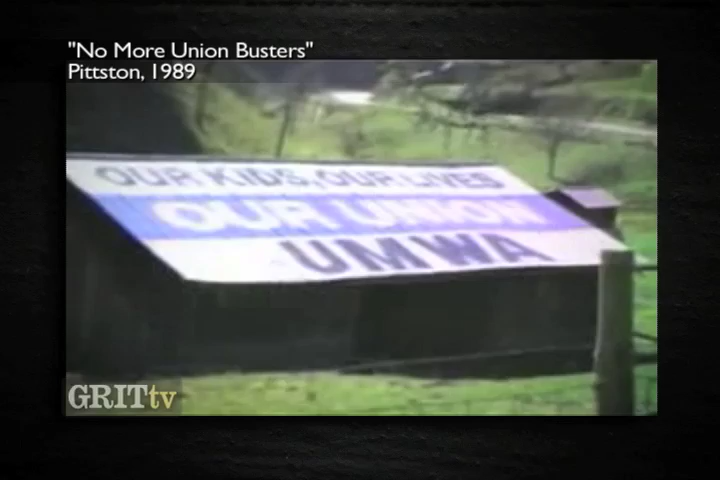 "No More Union Busters"
Pittston, 1989
OUR KIDS, OUR LIVES
OUR UNION
UMWA
GRITtv